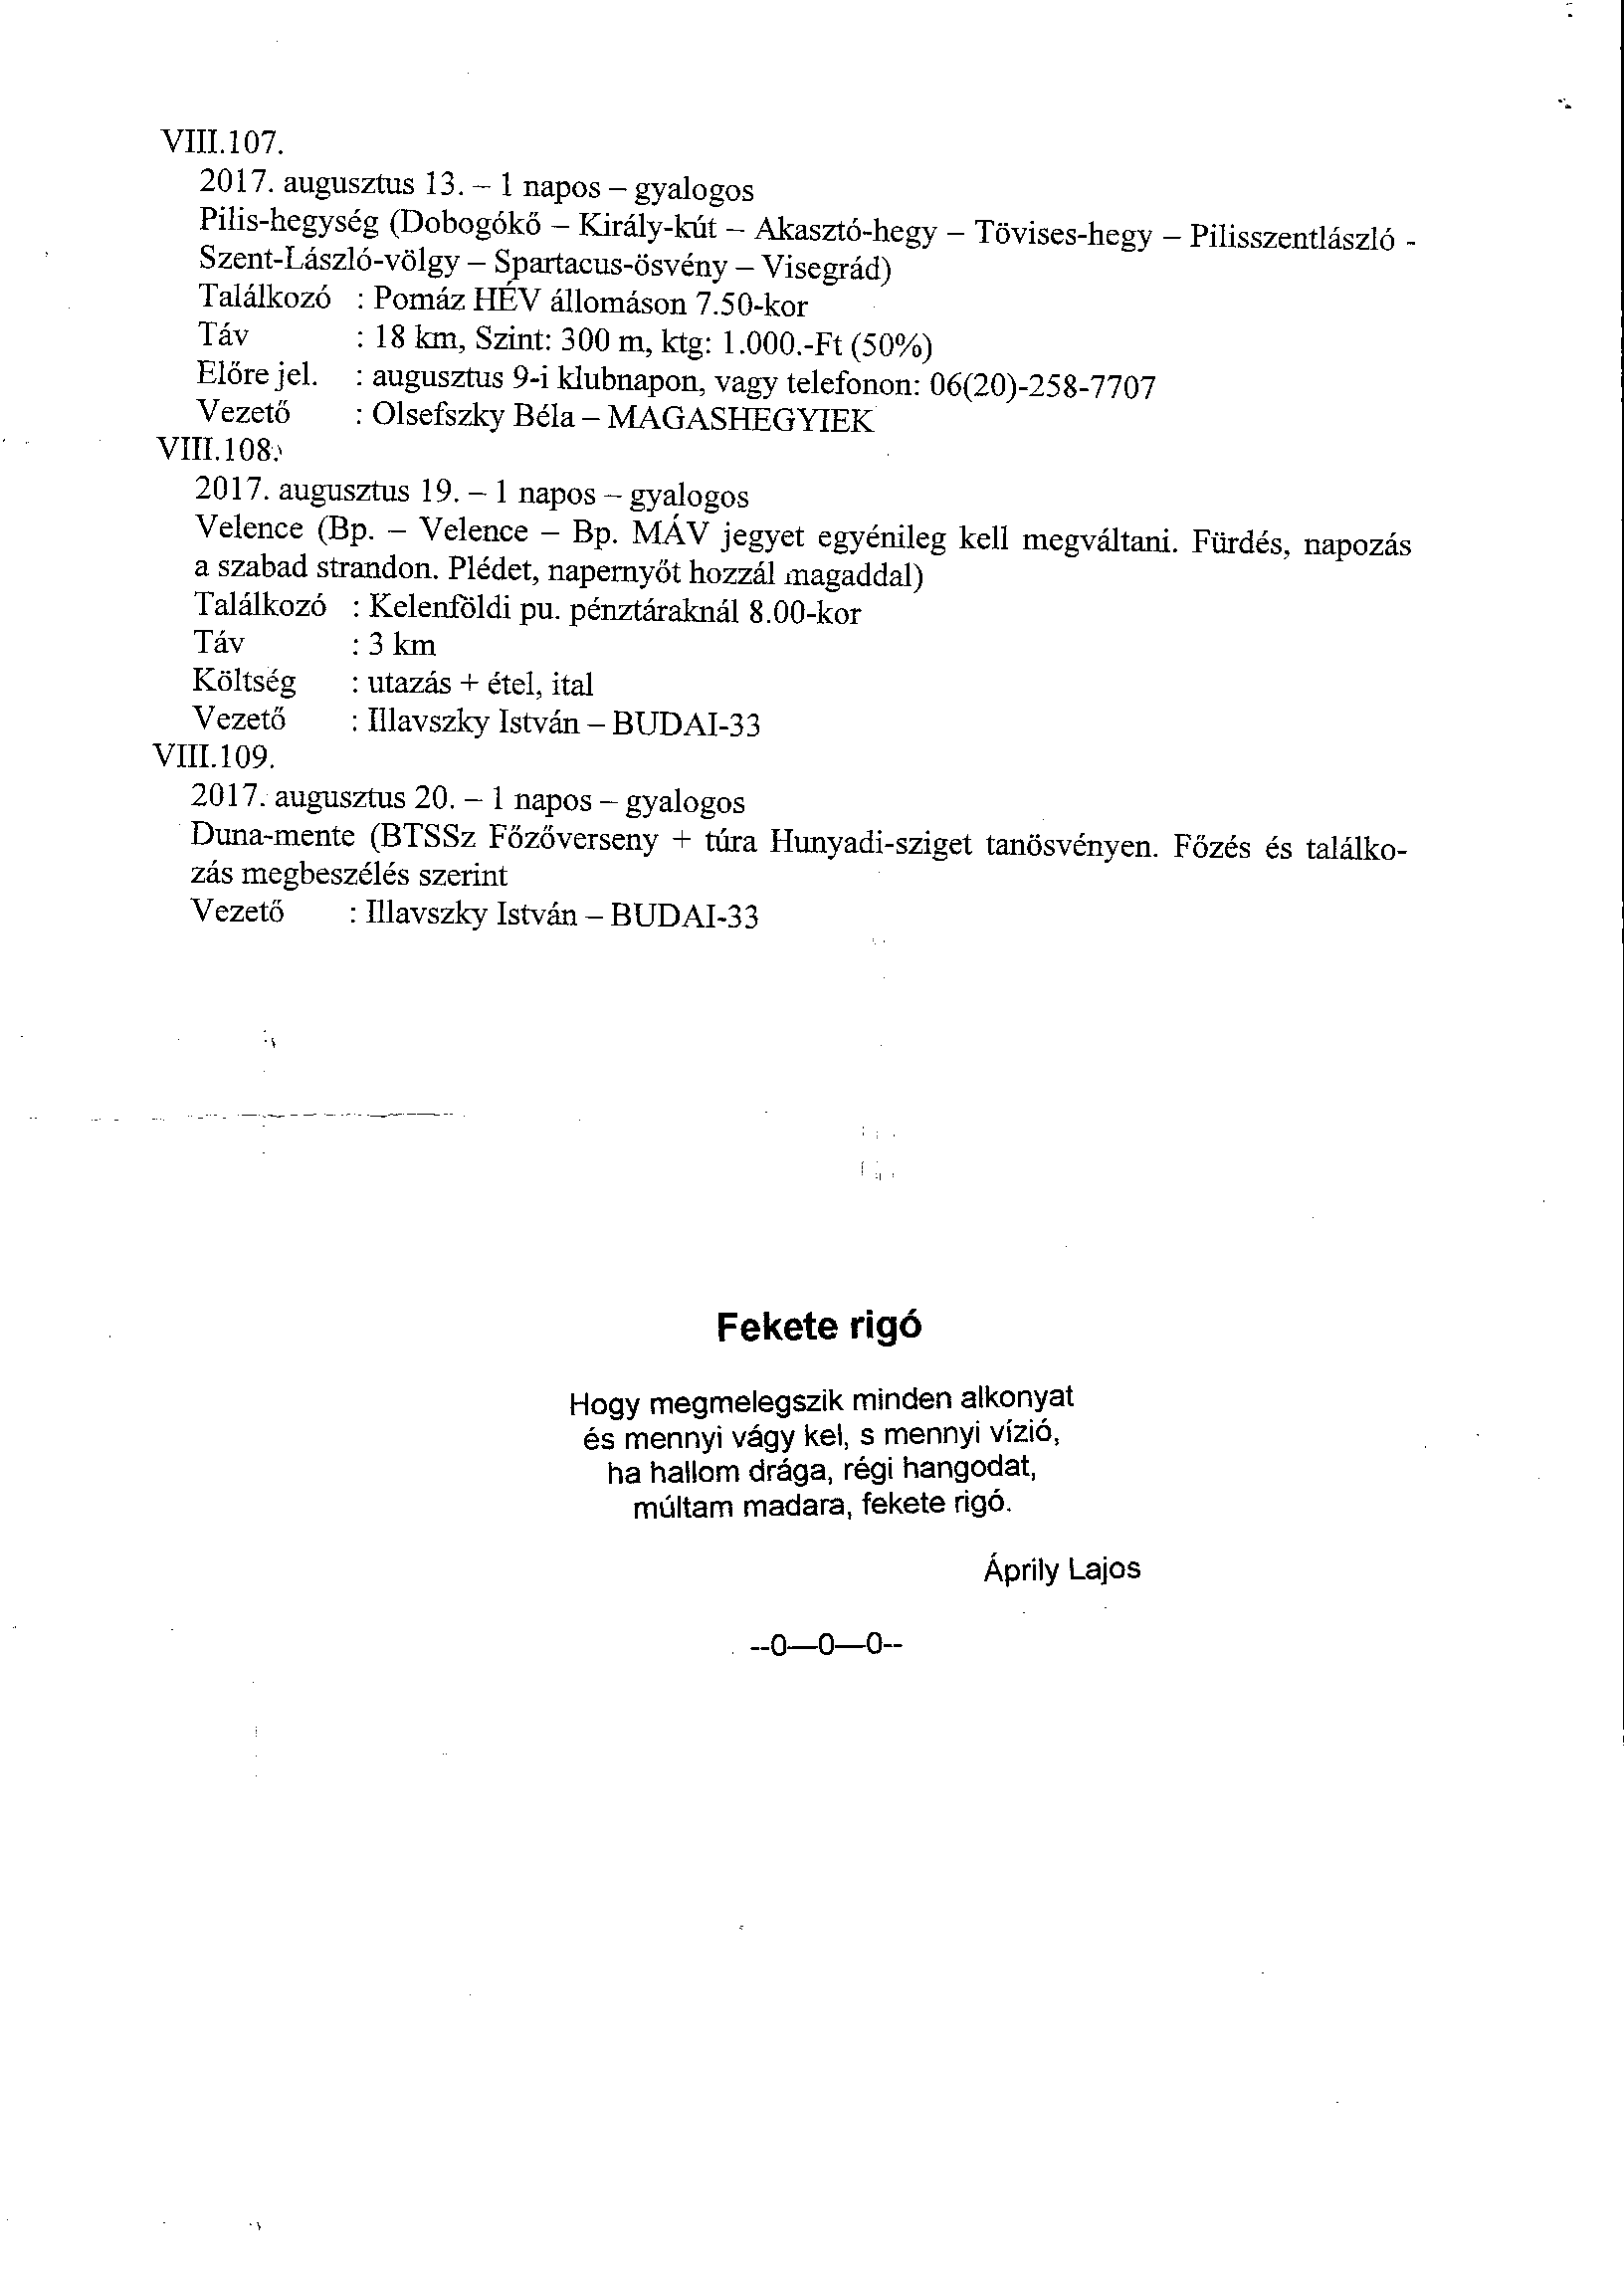 VIII.107.
2017. augusztus 13. – 1 napos – gyalogos
Pilis-hegység (Dobogókő – Király-kút – Akasztó-hegy – Tövises-hegy – Pilisszentlászló -
Szent-László-völgy – Spartacus-ösvény – Visegrád)
Találkozó : Pomáz HÉV állomáson 7.50-kor
Táv : 18 km, Szint: 300 m, ktg: 1.000.-Ft (50%)
Előre jel. : augusztus 9-i klubnapon, vagy telefonon: 06(20)-258-7707
Vezető : Olsefszky Béla – MAGASHEGYIEK
VIII.108.
2017. augusztus 19. – 1 napos – gyalogos
Velence (Bp. – Velence – Bp. MÁV jegyet egyénileg kell megváltani. Fürdés, napozás
a szabad strandon. Plédet, napernyőt hozzál magaddal)
Találkozó : Kelenföldi pu. pénztáraknál 8.00-kor
Táv : 3 km
Költség : utazás + étel, ital
Vezető : Illavszky István – BUDAI-33
VIII.109.
2017. augusztus 20. – 1 napos – gyalogos
Duna-mente (BTSSz Főzőverseny + túra Hunyadi-sziget tanösvényen. Főzés és találko-
zás megbeszélés szerint
Vezető : Illavszky István – BUDAI-33
Fekete rigó
Hogy megmelegszik minden alkonyat
és mennyi vágy kel, s mennyi vízió,
ha hallom drága, régi hangodat,
múltam madara, fekete rigó.
Áprily Lajos
--0—0—0--